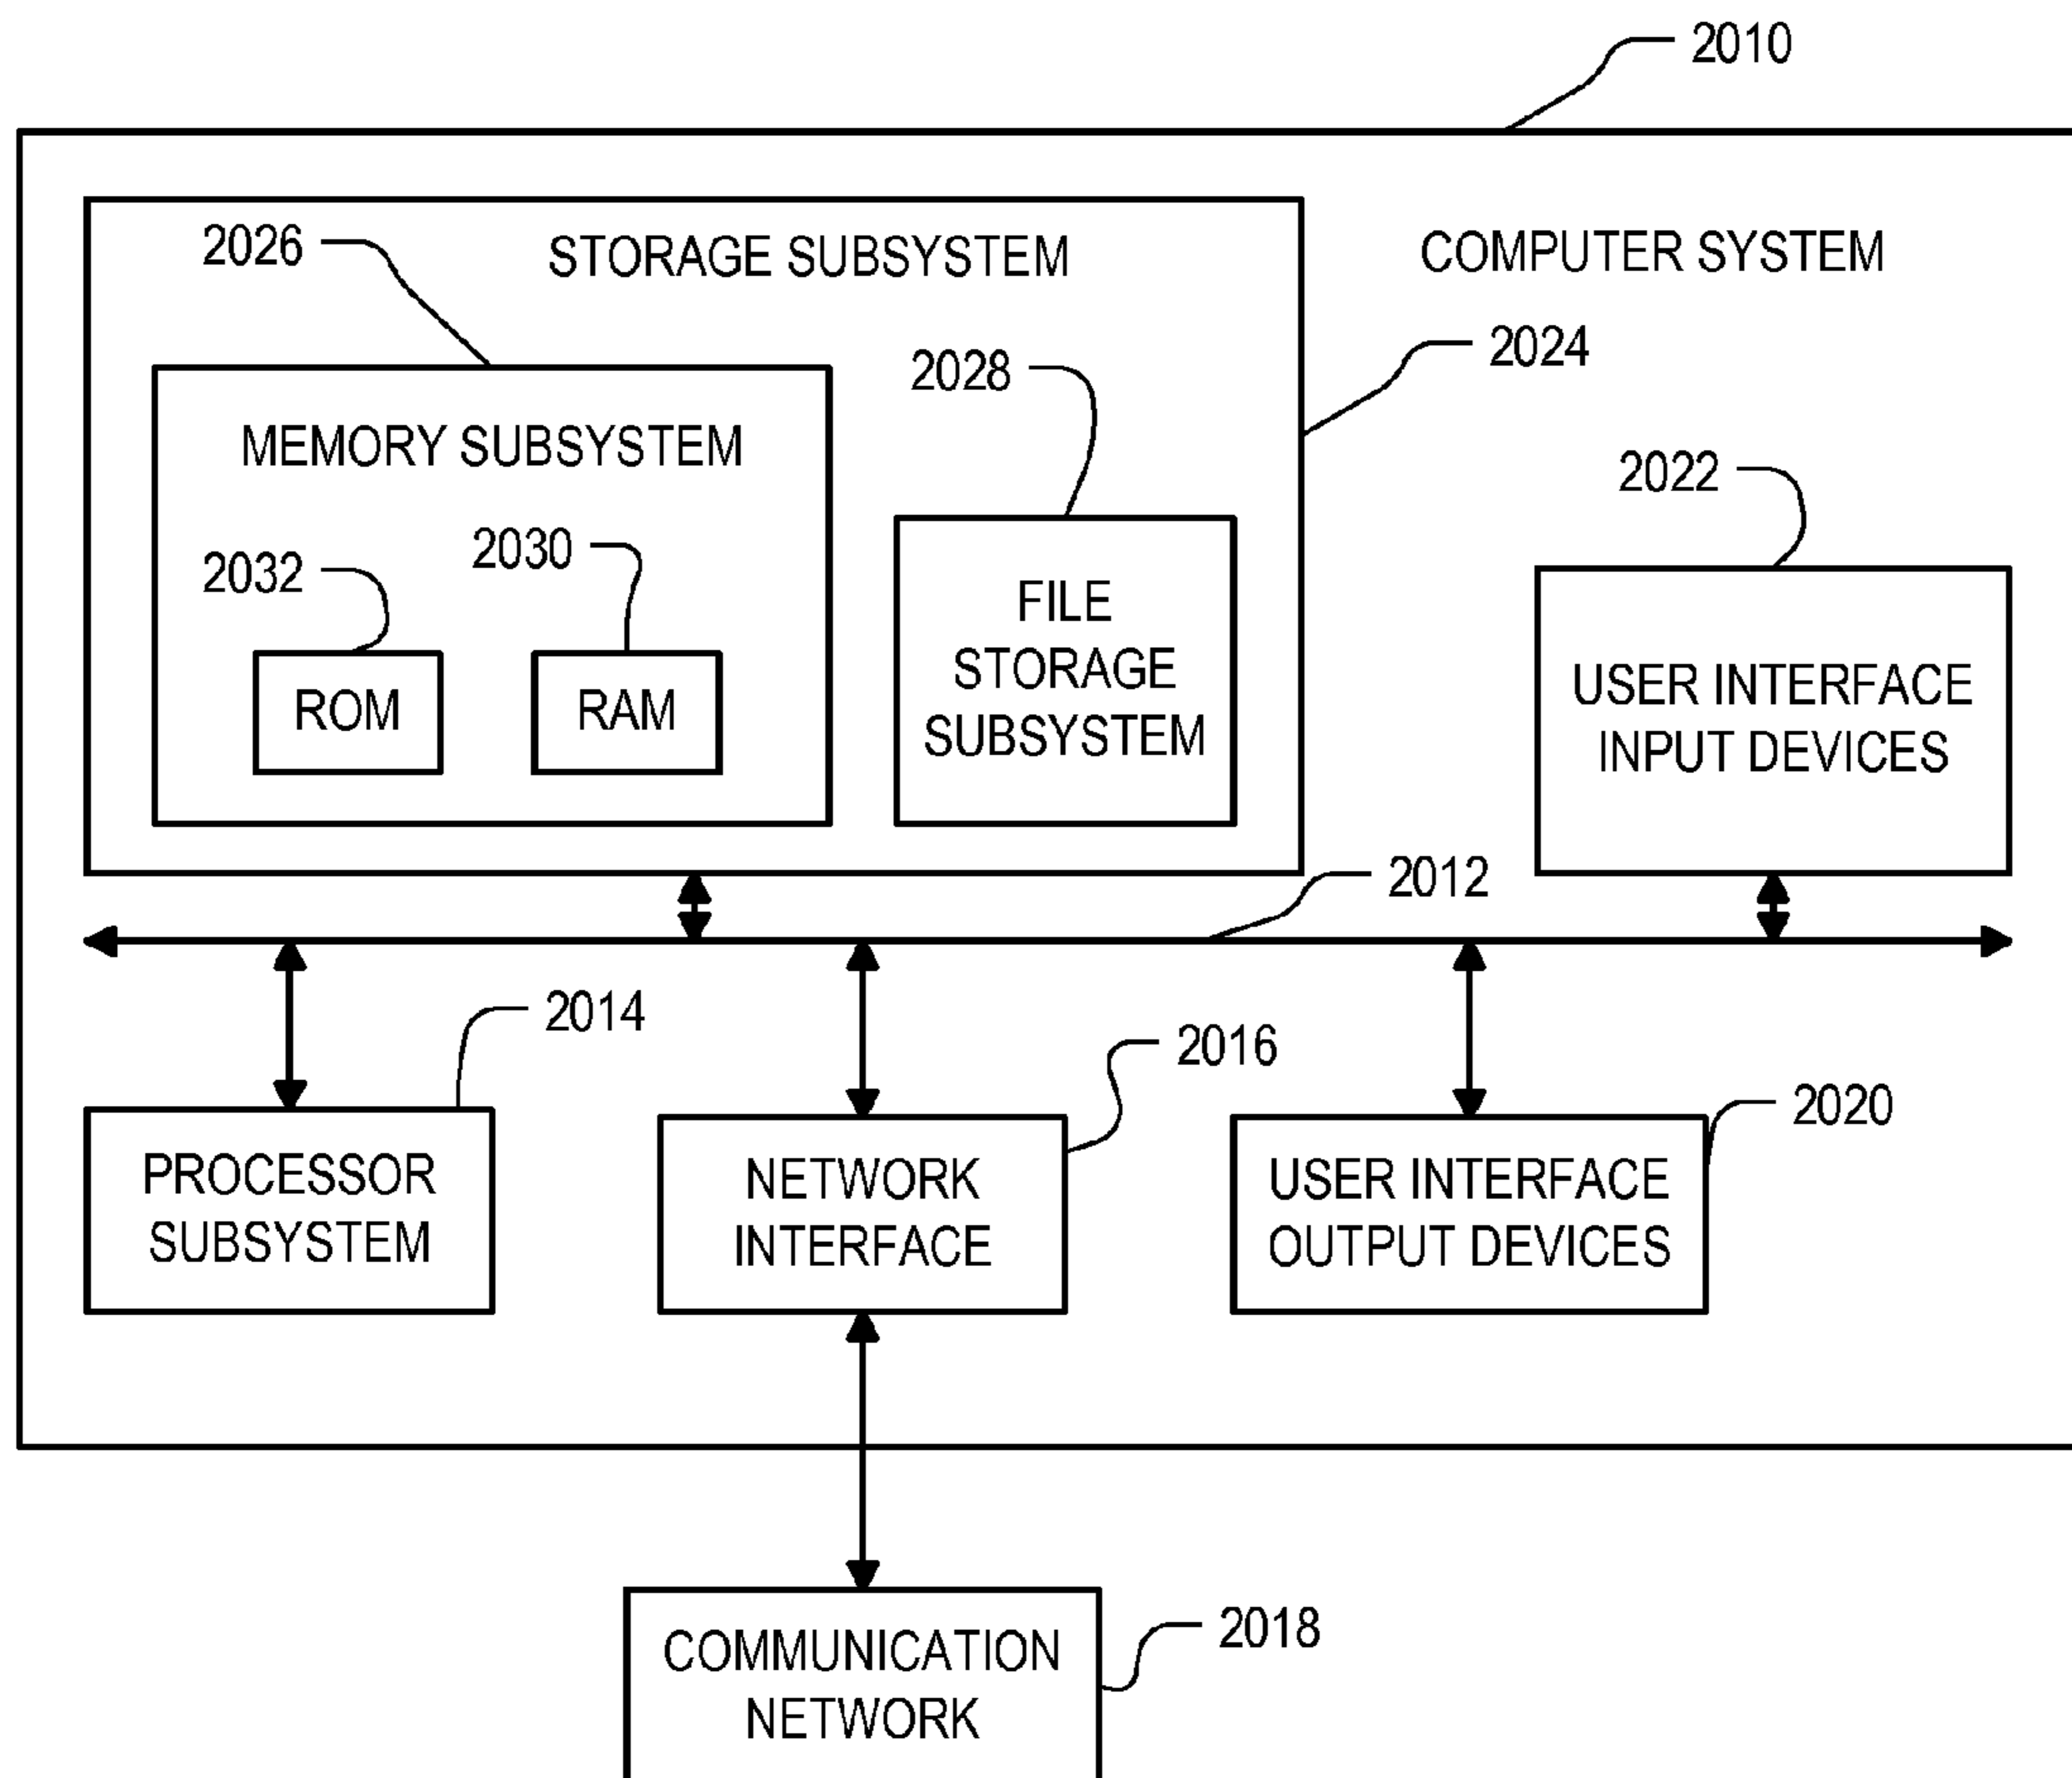 2010
2026
STORAGE SUBSYSTEM
COMPUTER SYSTEM
2024
2028
MEMORY SUBSYSTEM
2022
2032
2030
ROM
RAM
FILE
STORAGE
SUBSYSTEM
USER INTERFACE
INPUT DEVICES
2012
2014
2016
2020
PROCESSOR
SUBSYSTEM
NETWORK
INTERFACE
USER INTERFACE
OUTPUT DEVICES
COMMUNICATION
NETWORK
2018